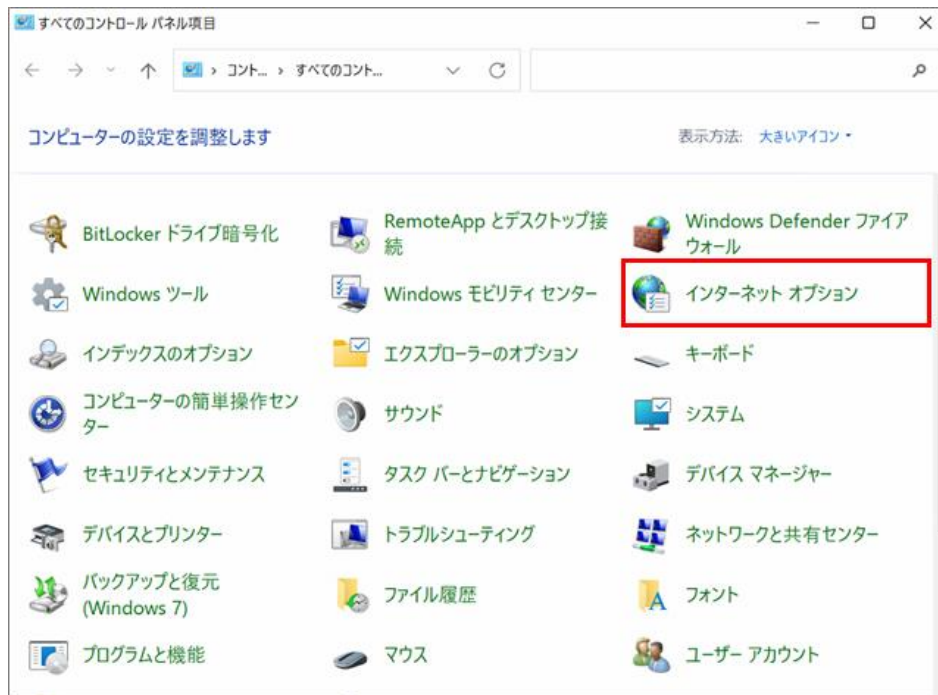 すべてのコントロール パネル項目
コント... › すべてのコント...
コンピューターの設定を調整します
表示方法: 大きいアイコン
BitLocker ドライブ暗号化
RemoteApp とデスクトップ接
続
Windows Defender ファイア
ウォール
Windows ツール
Windows モビリティ センター
インターネット オプション
インデックスのオプション
エクスプローラーのオプション
キーボード
コンピューターの簡単操作セン
ター
サウンド
システム
セキュリティとメンテナンス
タスク バーとナビゲーション
デバイス マネージャー
デバイスとプリンター
トラブルシューティング
ネットワークと共有センター
バックアップと復元
(Windows 7)
ファイル履歴
フォント
プログラムと機能
マウス
ユーザー アカウント